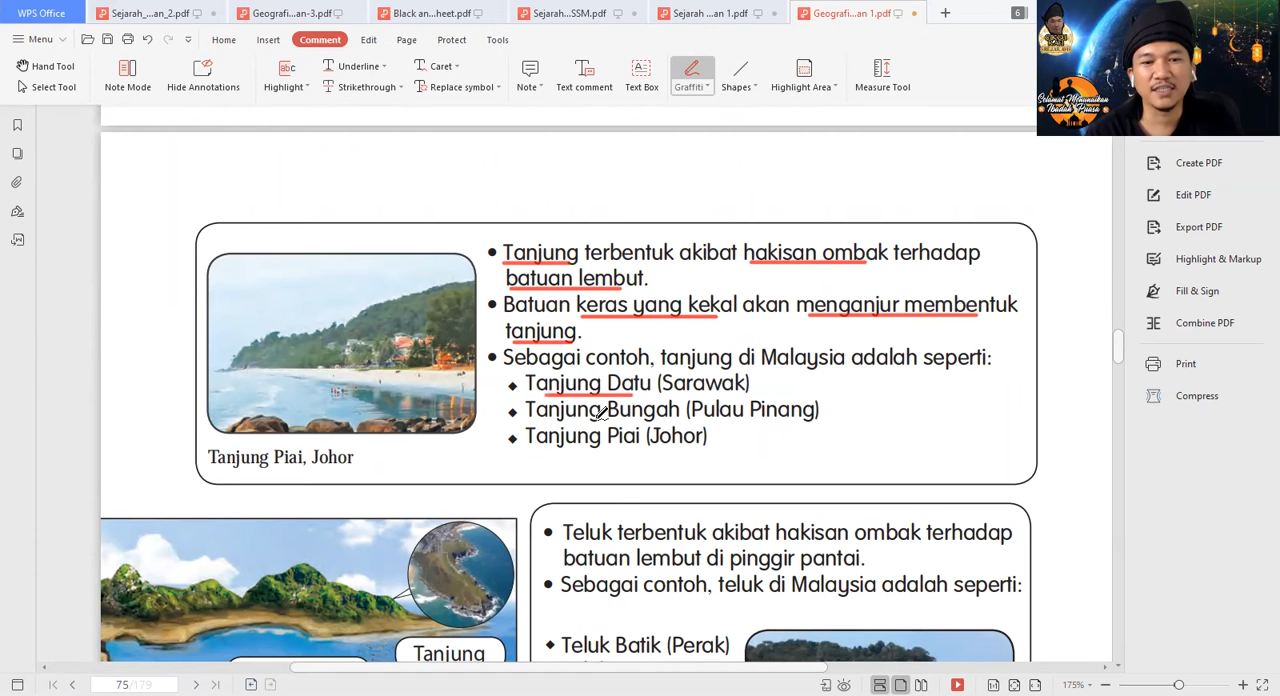 WPS Office
Sejarah_...an_2.pdf
Geografi...an-3.pdf
Black an...heet.pdf
Sejarah...SSM.pdf
Sejarah ...an 1.pdf
Geografi...an 1.pdf
6
Menu
Home
Insert
Comment
Edit
Page
Protect
Tools
Hand Tool
Select Tool
Note Mode
Hide Annotations
Highlight
Underline
Strikethrough
Caret
Replace symbol
Note
Text comment
Text Box
Graffiti
Shapes
Highlight Area
Measure Tool
Selamat Menunaikan
Ibadah Puasa
Create PDF
Edit PDF
Export PDF
Highlight & Markup
Fill & Sign
Combine PDF
Print
Compress
• Tanjung terbentuk akibat hakisan ombak terhadap
batuan lembut.
• Batuan keras yang kekal akan menganjur membentuk
tanjung.
• Sebagai contoh, tanjung di Malaysia adalah seperti:
◆ Tanjung Datu (Sarawak)
◆ Tanjung Bungah (Pulau Pinang)
◆ Tanjung Piai (Johor)
Tanjung Piai, Johor
• Teluk terbentuk akibat hakisan ombak terhadap
batuan lembut di pinggir pantai.
• Sebagai contoh, teluk di Malaysia adalah seperti:
◆ Teluk Batik (Perak)
Tanjung
75/179
175%